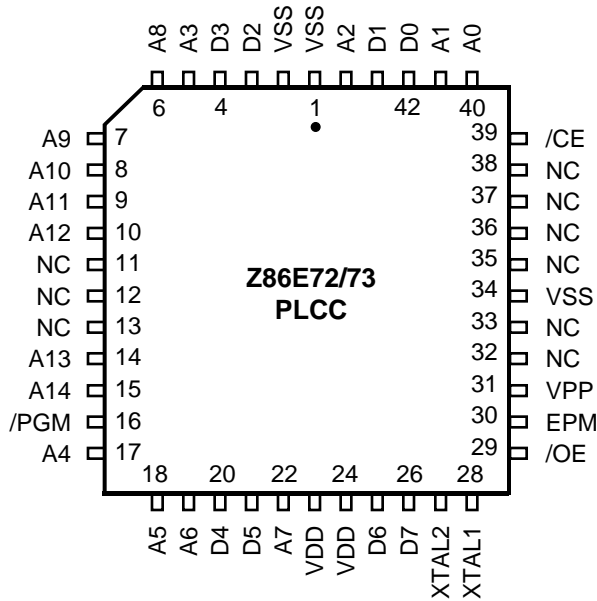 A8 A3 D3 D2 VSS VSS A2 D1 D0 A1 A0
6 4 1 42 40
A9 7 39 /CE
A10 8 38 NC
A11 9 37 NC
A12 10 36 NC
NC 11 35 NC
NC 12 34 VSS
NC 13 33 NC
A13 14 32 NC
A14 15 31 VPP
/PGM 16 30 EPM
A4 17 29 /OE
Z86E72/73
PLCC
18 20 22 24 26 28
A5 A6 D4 D5 A7 VDD VDD D6 D7 XTAL2 XTAL1